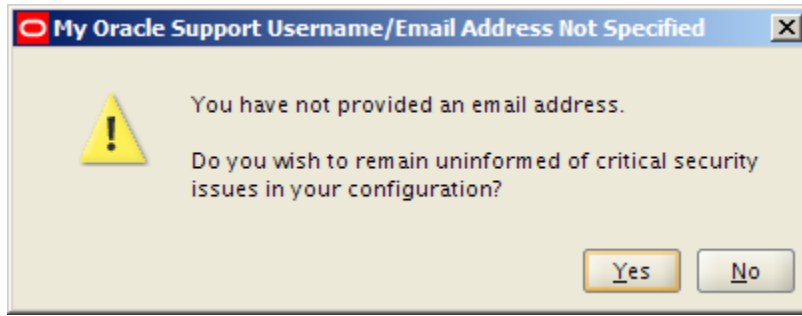 My Oracle Support Username/Email Address Not Specified
You have not provided an email address.
Do you wish to remain uninformed of critical security
issues in your configuration?
Yes No